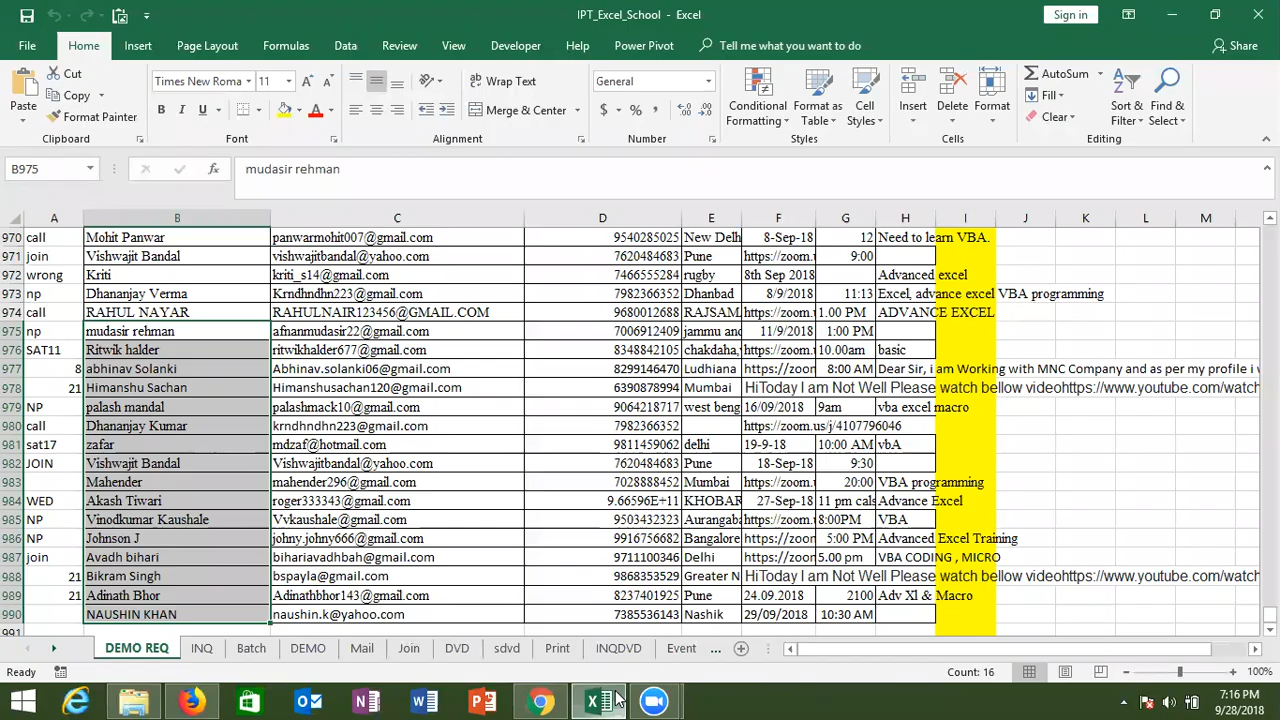 IPT_Excel_School - Excel
Sign in
File Home Insert Page Layout Formulas Data Review View Developer Help Power Pivot Tell me what you want to do Share
Paste Cut Copy Format Painter Clipboard
Times New Roma 11 B I U A Font
Wrap Text Merge & Center Alignment
General $ % , Number
Conditional Formatting Format as Table Cell Styles Styles
Insert Delete Format Cells
AutoSum Fill Clear Sort & Filter Find & Select Editing
B975 fx mudasir rehman
A B C D E F G H I J K L M
970 call Mohit Panwar panwarmohit007@gmail.com 9540285025 New Delh 8-Sep-18 12 Need to learn VBA.
971 join Vishwajit Bandal vishwajitbandal@yahoo.com 7620484683 Pune https://zoom.u 9:00
972 wrong Kriti kriti_s14@gmail.com 7466555284 rugby 8th Sep 2018 Advanced excel
973 np Dhananjay Verma Krndhndhn223@gmail.com 7982366352 Dhanbad 8/9/2018 11:13 Excel, advance excel VBA programming
974 call RAHUL NAYAR RAHULNAIR123456@GMAIL.COM 9680012688 RAJSAM https://zoom.u 1.00 PM ADVANCE EXCEL
975 np mudasir rehman afnanmudasir22@gmail.com 7006912409 jammu and 11/9/2018 1:00 PM
976 SAT11 Ritwik halder ritwikhalder677@gmail.com 8348842105 chakdaha, https://zoom.u 10.00am basic
977 8 abhinav Solanki Abhinav.solanki06@gmail.com 8299146470 Ludhiana https://zoom.u 8:00 AM Dear Sir, i am Working with MNC Company and as per my profile i w
978 21 Himanshu Sachan Himanshusachan120@gmail.com 6390878994 Mumbai HiToday I am Not Well Please watch bellow videohttps://www.youtube.com/watch
979 NP palash mandal palashmack10@gmail.com 9064218717 west beng 16/09/2018 9am vba excel macro
980 call Dhananjay Kumar krndhndhn223@gmail.com 7982366352 https://zoom.us/j/4107796046
981 sat17 zafar mdzaf@hotmail.com 9811459062 delhi 19-9-18 10:00 AM vbA
982 JOIN Vishwajit Bandal Vishwajitbandal@yahoo.com 7620484683 Pune 18-Sep-18 9:30
983 Mahender mahender296@gmail.com 7028888452 Mumbai https://zoom.u 20:00 VBA programming
984 WED Akash Tiwari roger333343@gmail.com 9.66596E+11 KHOBAR 27-Sep-18 11 pm cals Advance Excel
985 NP Vinodkumar Kaushale Vvkaushale@gmail.com 9503432323 Aurangaba https://zoom.u 8:00PM VBA
986 NP Johnson J johny.johny666@gmail.com 9916756682 Bangalore https://zoom 5:00 PM Advanced Excel Training
987 join Avadh bihari bihariavadhbah@gmail.com 9711100346 Delhi https://zoom 5.00 pm VBA CODING , MICRO
988 21 Bikram Singh bspayla@gmail.com 9868353529 Greater N HiToday I am Not Well Please watch bellow videohttps://www.youtube.com/watch
989 21 Adinath Bhor Adinathbhor143@gmail.com 8237401925 Pune 24.09.2018 2100 Adv Xl & Macro
990 NAUSHIN KHAN naushin.k@yahoo.com 7385536143 Nashik 29/09/2018 10:30 AM
991
DEMO REQ INQ Batch DEMO Mail Join DVD sdvd Print INQDVD Event ...
Ready Count: 16 100%
7:16 PM
9/28/2018